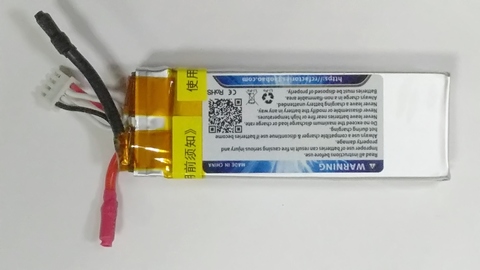 WARNING
MADE IN CHINA
Read all instructions before use.
Improper use of batteries can result in fire causing serious injury and
property damage.
Always use a compatible charger & discontinue if use batteries become
hot during charging.
Do not exceed the max discharge/maximum charge rate.
Never leave batteries near fire or high temperatures.
Never disassemble or modify the battery in any way.
Never leave a charging battery unattended.
Always charge in a non-flammable area.
Batteries must be disposed of properly.
CE RoHS
使用
前须知》